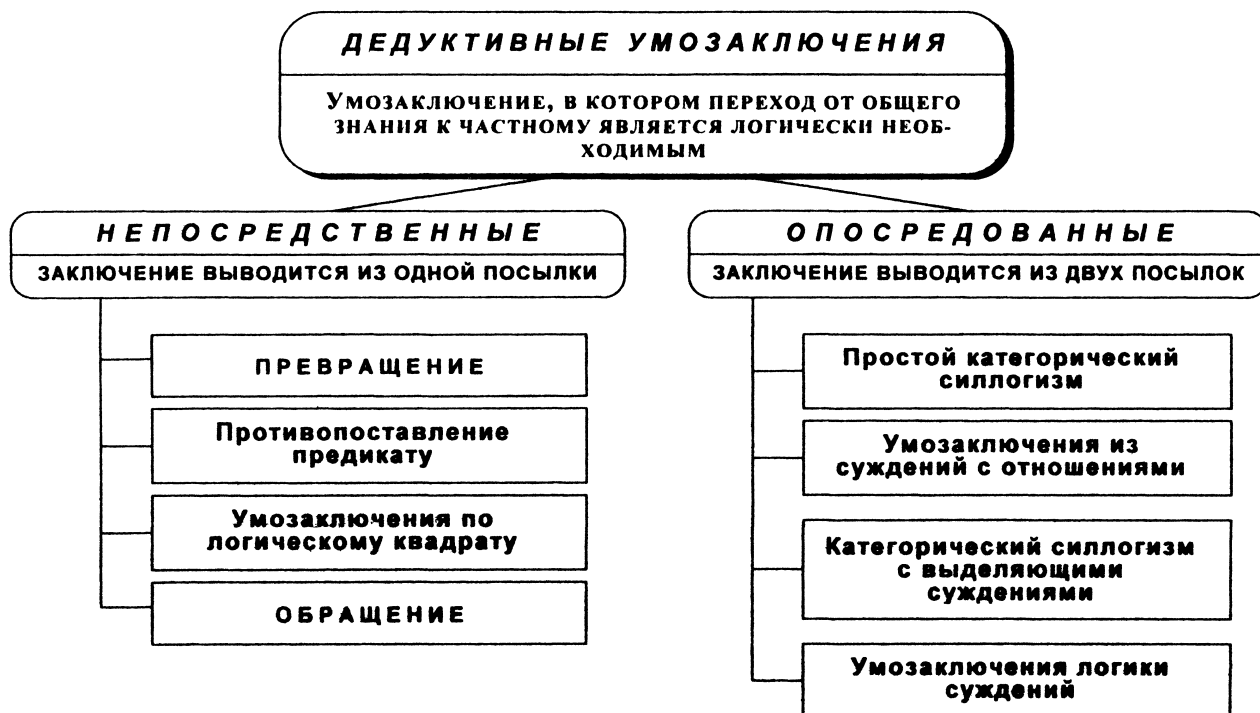 ДЕДУКТИВНЫЕ УМОЗАКЛЮЧЕНИЯ
УМОЗАКЛЮЧЕНИЕ, В КОТОРОМ ПЕРЕХОД ОТ ОБЩЕГО
ЗНАНИЯ К ЧАСТНОМУ ЯВЛЯЕТСЯ ЛОГИЧЕСКИ НЕОБ-
ХОДИМЫМ
НЕПОСРЕДСТВЕННЫЕ
ЗАКЛЮЧЕНИЕ ВЫВОДИТСЯ ИЗ ОДНОЙ ПОСЫЛКИ
ПРЕВРАЩЕНИЕ
Противопоставление
предикату
Умозаключения по
логическому квадрату
ОБРАЩЕНИЕ
ОПОСРЕДОВАННЫЕ
ЗАКЛЮЧЕНИЕ ВЫВОДИТСЯ ИЗ ДВУХ ПОСЫЛОК
Простой категорический
силлогизм
Умозаключения из
суждений с отношениями
Категорический силлогизм
с выделяющими
суждениями
Умозаключения логики
суждений